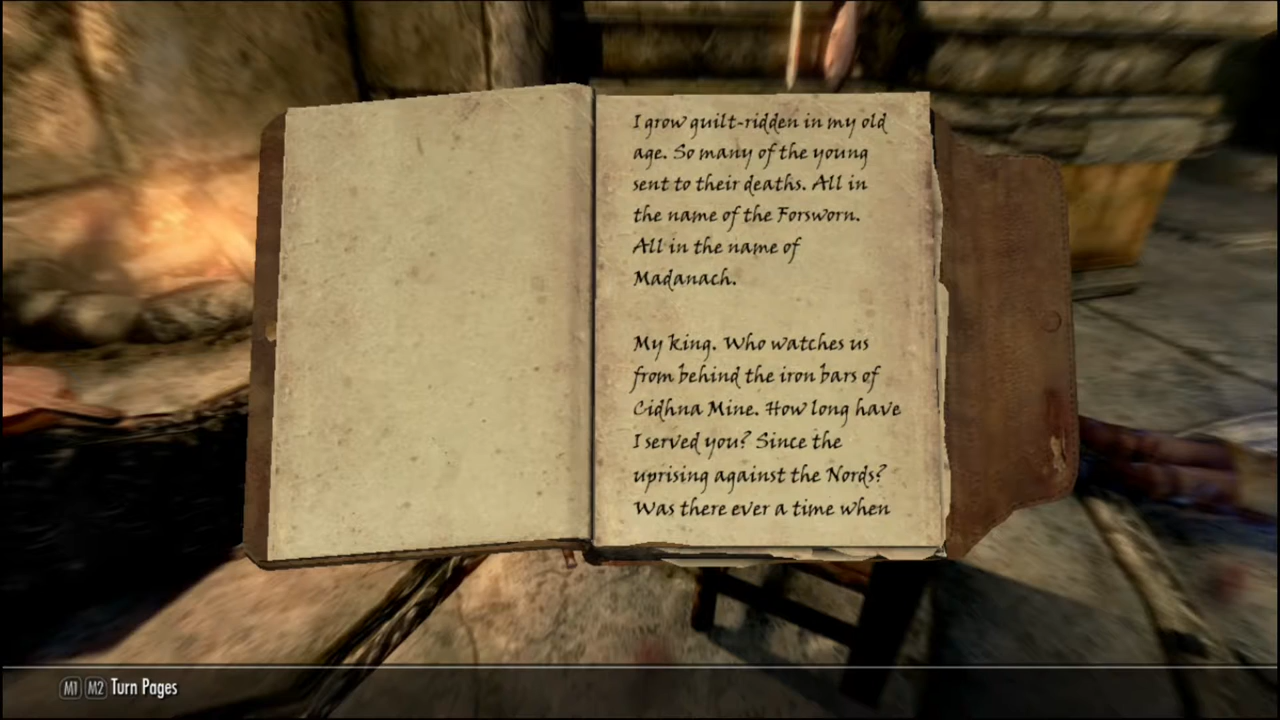 I grow guilt-ridden in my old
age. So many of the young
sent to their deaths. All in
the name of the Forsworn.
All in the name of
Madanach.
My king. Who watches us
from behind the iron bars of
Cidhna Mine. How long have
I served you? Since the
uprising against the Nords?
Was there ever a time when
M1 M2 Turn Pages